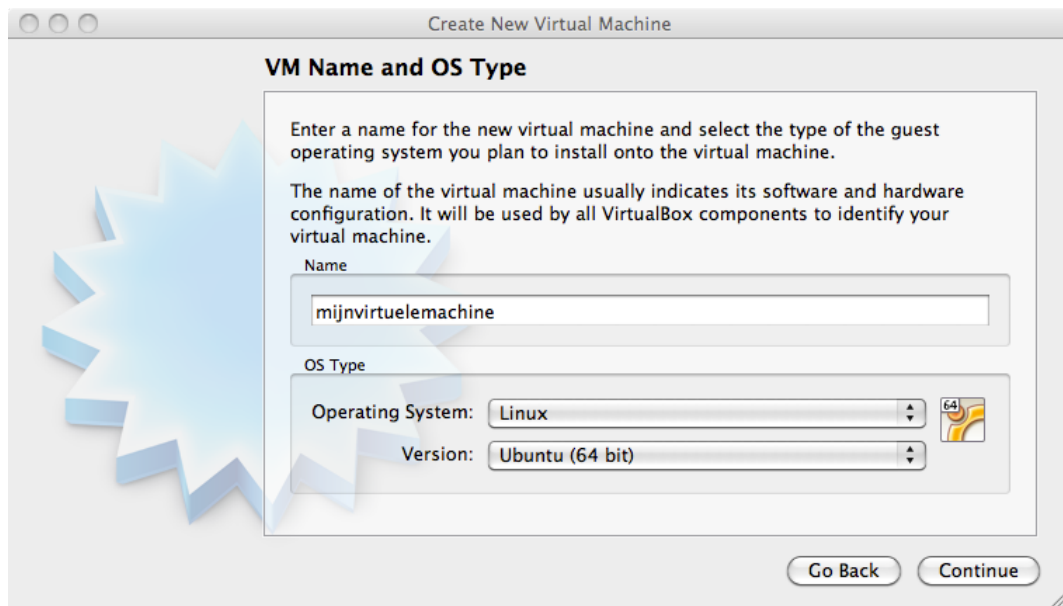 Create New Virtual Machine
VM Name and OS Type
Enter a name for the new virtual machine and select the type of the guest
operating system you plan to install onto the virtual machine.
The name of the virtual machine usually indicates its software and hardware
configuration. It will be used by all VirtualBox components to identify your
virtual machine.
Name
mijnvirtuelemachine
OS Type
Operating System: Linux
64
Version: Ubuntu (64 bit)
Go Back Continue